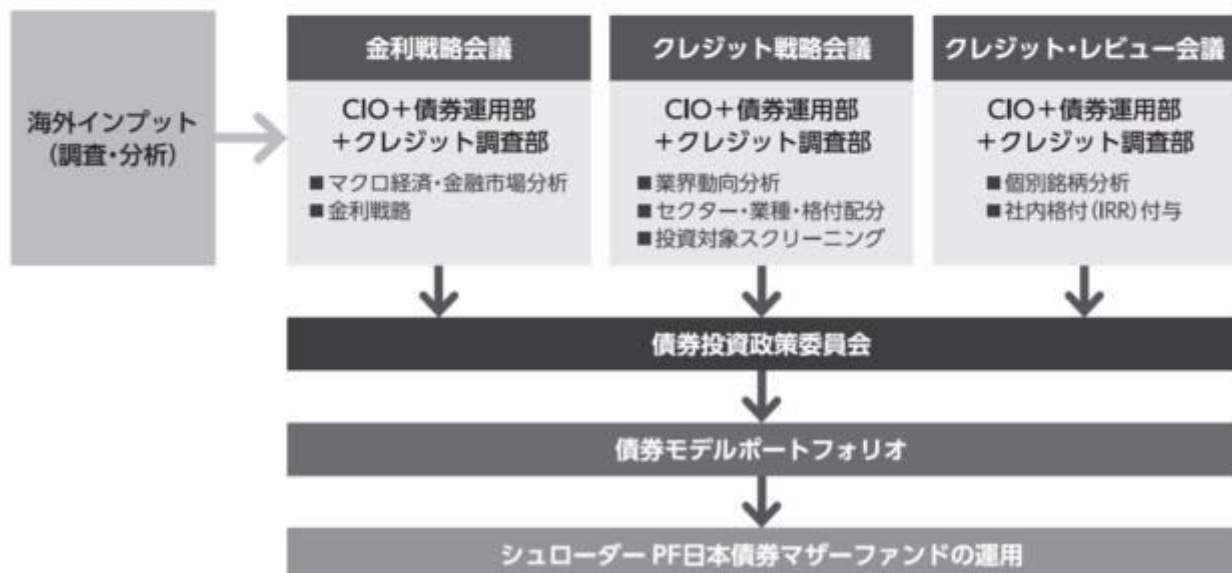 海外インプット
(調査・分析)
金利戦略会議
CIO+債券運用部
+クレジット調査部
■マクロ経済・金融市場分析
■金利戦略
クレジット戦略会議
CIO+債券運用部
+クレジット調査部
■業界動向分析
■セクター・業種・格付配分
■投資対象スクリーニング
クレジット・レビュー会議
CIO+債券運用部
+クレジット調査部
■個別銘柄分析
■社内格付(IRR)付与
債券投資政策委員会
債券モデルポートフォリオ
シュローダーPF日本債券マザーファンドの運用